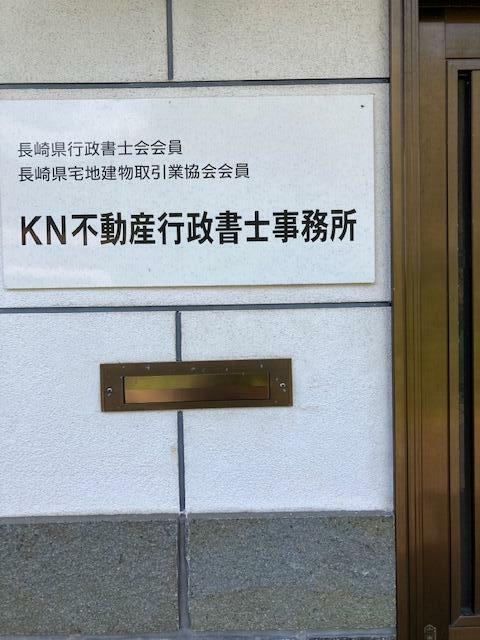 長崎県行政書士会会員
長崎県宅地建物取引業協会会員
KN不動産行政書士事務所